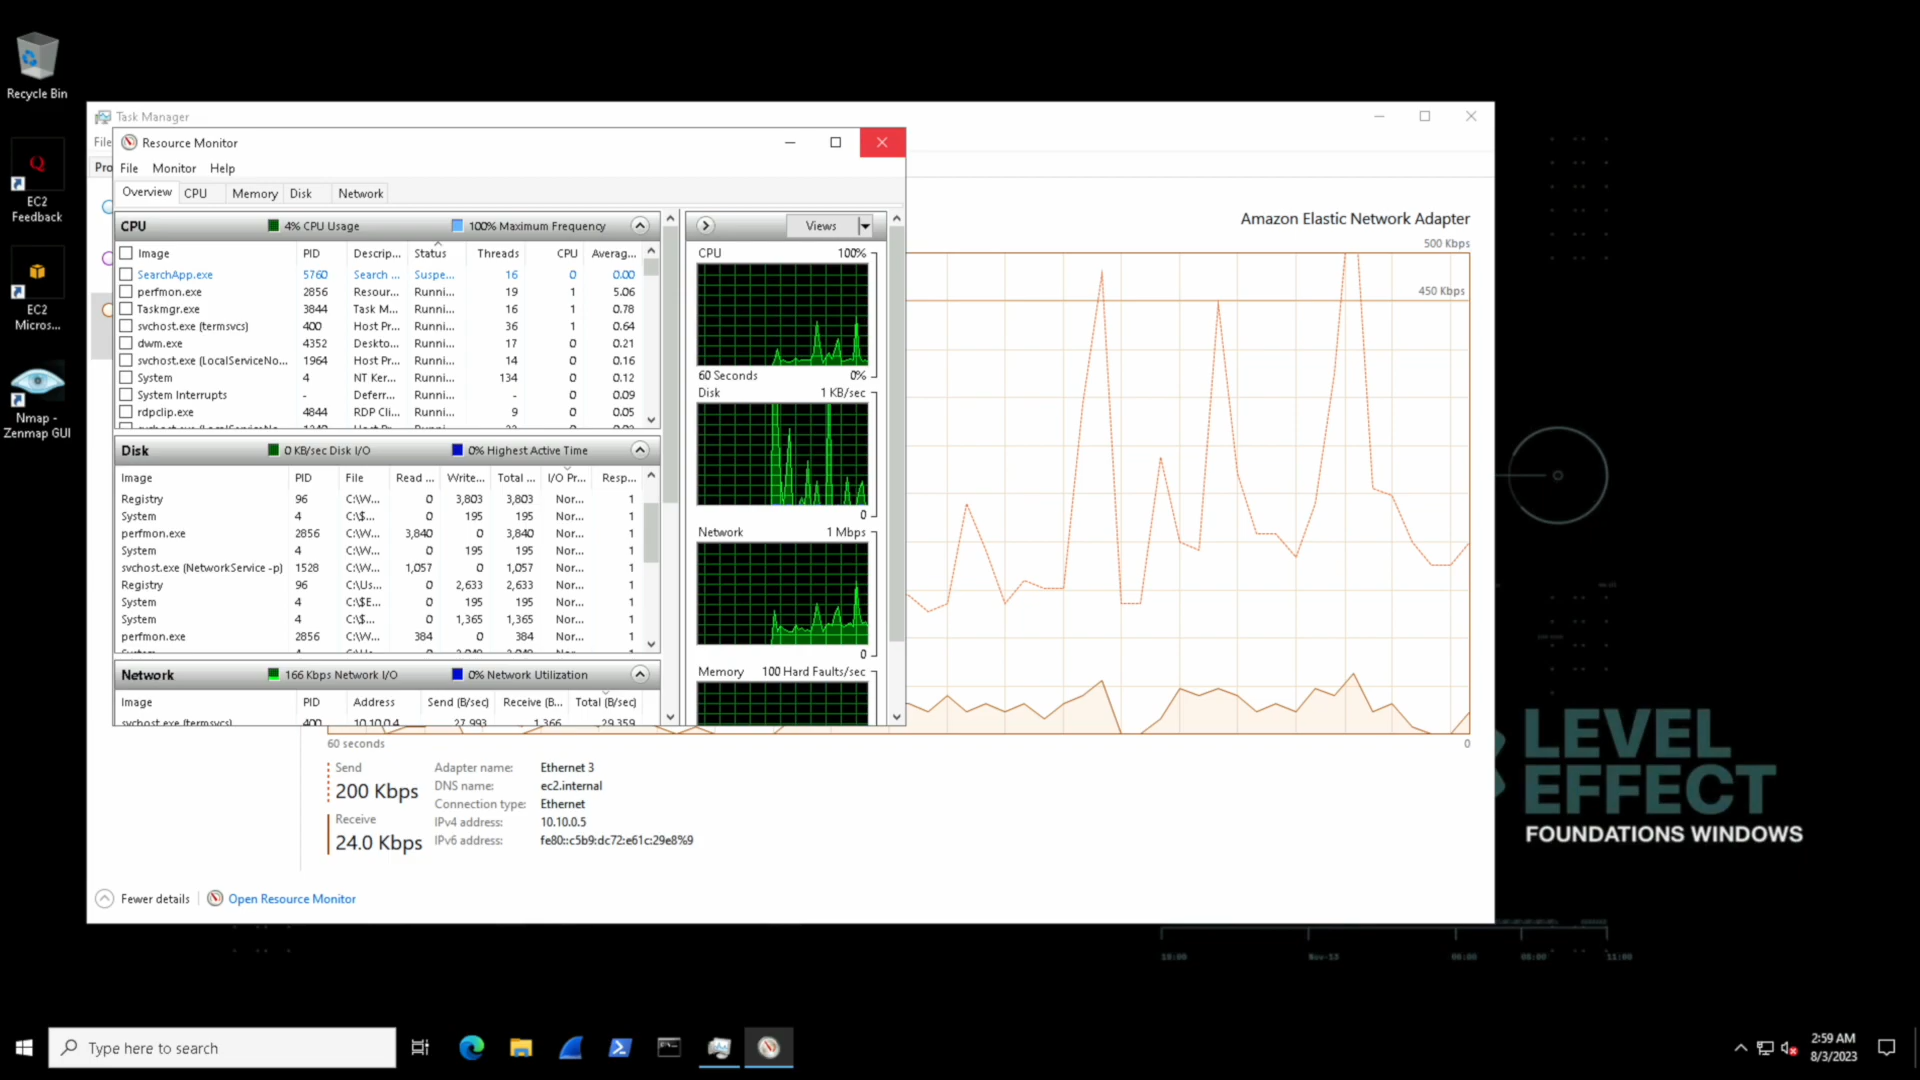 Recycle Bin
EC2
Feedback
EC2
Micros...
Nmap -
Zenmap GUI
Task Manager
File
Pro
Resource Monitor
File Monitor Help
Overview CPU Memory Disk Network
CPU 4% CPU Usage 100% Maximum Frequency
Image PID Descrip... Status Threads CPU Averag...
SearchApp.exe 5760 Search ... Suspe... 16 0 0.00
perfmon.exe 2856 Resour... Runni... 19 1 5.06
Taskmgr.exe 3844 Task M... Runni... 16 1 0.78
svchost.exe (termsvcs) 400 Host Pr... Runni... 36 1 0.64
dwm.exe 4352 Deskto... Runni... 17 0 0.21
svchost.exe (LocalServiceNo... 1964 Host Pr... Runni... 14 0 0.16
System 4 NT Ker... Runni... 134 0 0.12
System Interrupts - Deferr... Runni... - 0 0.09
rdpclip.exe 4844 RDP Cli... Runni... 9 0 0.05
Disk 0 KB/sec Disk I/O 0% Highest Active Time
Image PID File Read ... Write... Total ... I/O Pr... Resp...
Registry 96 C:\W... 0 3,803 3,803 Nor... 1
System 4 C:\$... 0 195 195 Nor... 1
perfmon.exe 2856 C:\W... 3,840 0 3,840 Nor... 1
System 4 C:\W... 0 195 195 Nor... 1
svchost.exe (NetworkService -p) 1528 C:\W... 1,057 0 1,057 Nor... 1
Registry 96 C:\Us... 0 2,633 2,633 Nor... 1
System 4 C:\$E... 0 195 195 Nor... 1
System 4 C:\$... 0 1,365 1,365 Nor... 1
perfmon.exe 2856 C:\W... 384 0 384 Nor... 1
Network 166 Kbps Network I/O 0% Network Utilization
Image PID Address Send (B/sec) Receive (B... Total (B/sec)
svchost.exe (termsvcs) 400 10.10.0.4 27,993 1,366 29,359
Views
CPU 100%
60 Seconds 0%
Disk 1 KB/sec
0
Network 1 Mbps
0
Memory 100 Hard Faults/sec
Amazon Elastic Network Adapter
500 Kbps
450 Kbps
60 seconds 0
Send
200 Kbps
Receive
24.0 Kbps
Adapter name: Ethernet 3
DNS name: ec2.internal
Connection type: Ethernet
IPv4 address: 10.10.0.5
IPv6 address: fe80::c5b9:dc72:e61c:29e8%9
Fewer details Open Resource Monitor
LEVEL
EFFECT
FOUNDATIONS WINDOWS
Type here to search
2:59 AM
8/3/2023